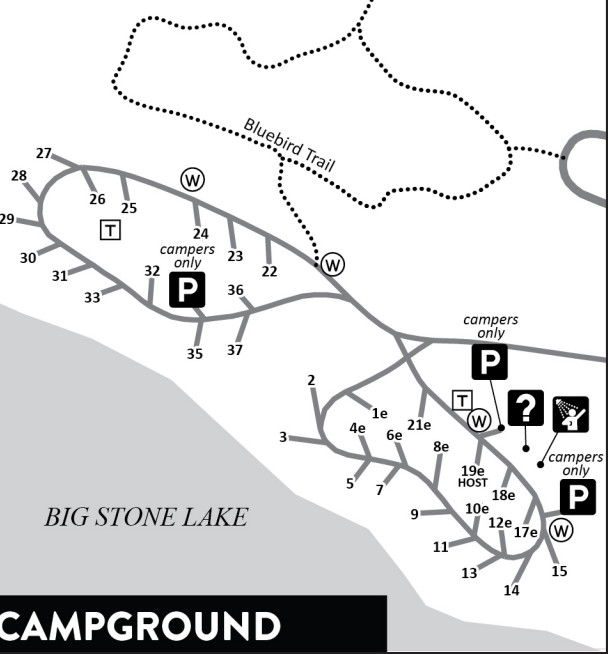 Bluebird Trail
27
28
W
26
25
29
T
24
30
campers
only
P
23
22
W
31
32
33
36
35
37
campers
only
P
2
T
?
1e
W
3
4e
6e
21e
8e
19e
HOST
campers
only
P
5
7
18e
9
10e
12e
17e
W
11
13
15
14
BIG STONE LAKE
CAMPGROUND